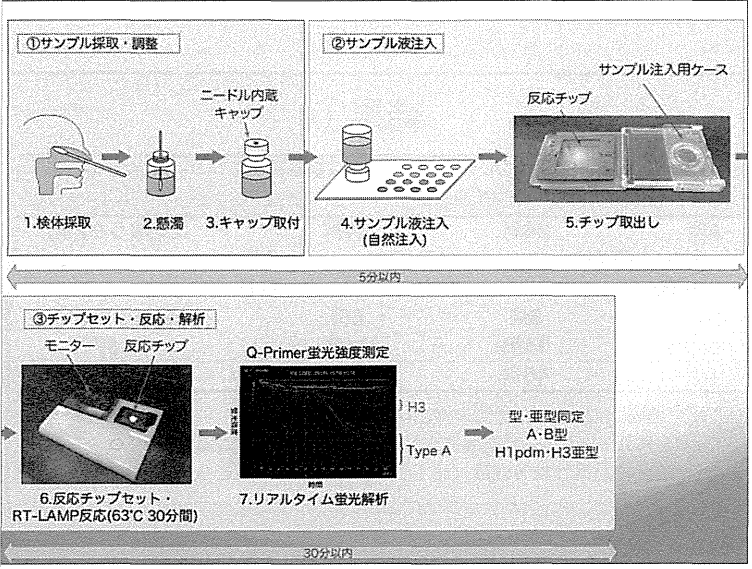 ①サンプル採取・調整
ニードル内蔵
キャップ
1.検体採取
2.懸濁
3.キャップ取付
②サンプル液注入
サンプル注入用ケース
反応チップ
4.サンプル液注入
(自然注入)
5.チップ取出し
5分以内
③チップセット・反応・解析
モニター
反応チップ
6.反応チップセット・
RT-LAMP反応(63℃ 30分間)
Q-Primer蛍光強度測定
蛍光強度
H3
Type A
時間
7.リアルタイム蛍光解析
型・亜型同定
A・B型
H1pdm・H3亜型
30分以内